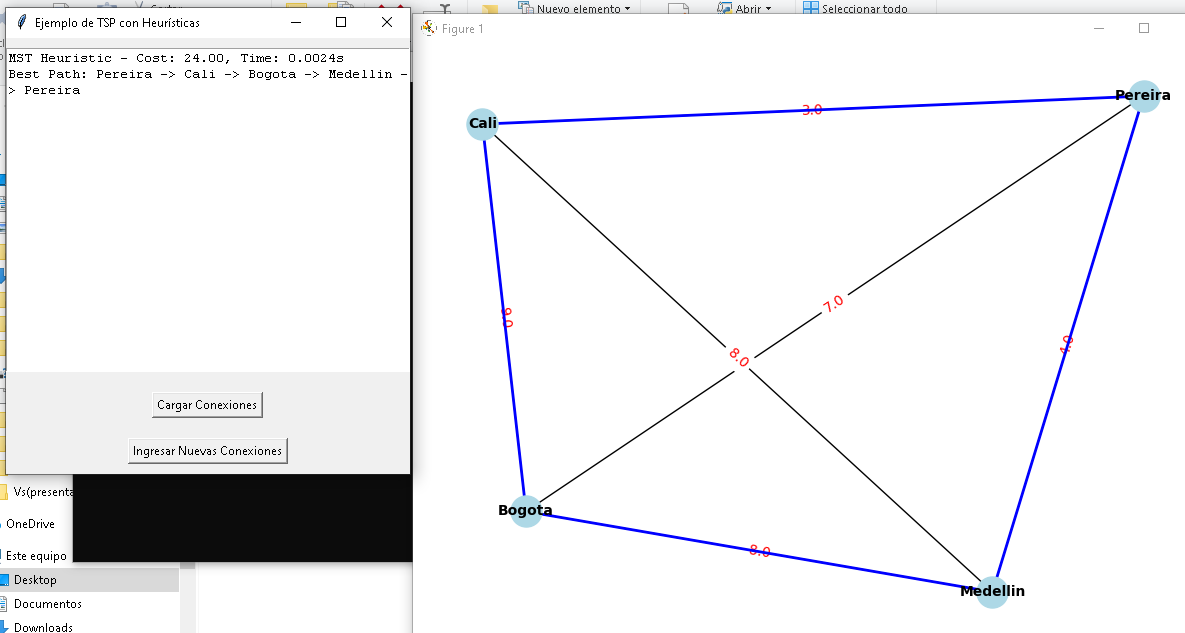 Nuevo elemento
Abrir
Seleccionar todo
Ejemplo de TSP con Heurísticas
MST Heuristic - Cost: 24.00, Time: 0.0024s
Best Path: Pereira -> Cali -> Bogota -> Medellin -
> Pereira
Cargar Conexiones
Ingresar Nuevas Conexiones
Vs(presenta
OneDrive
Este equipo
Desktop
Documentos
Downloads
Figure 1
Pereira
3.0
Cali
7.0
9.0
4.0
8.0
Bogota
8.0
Medellin